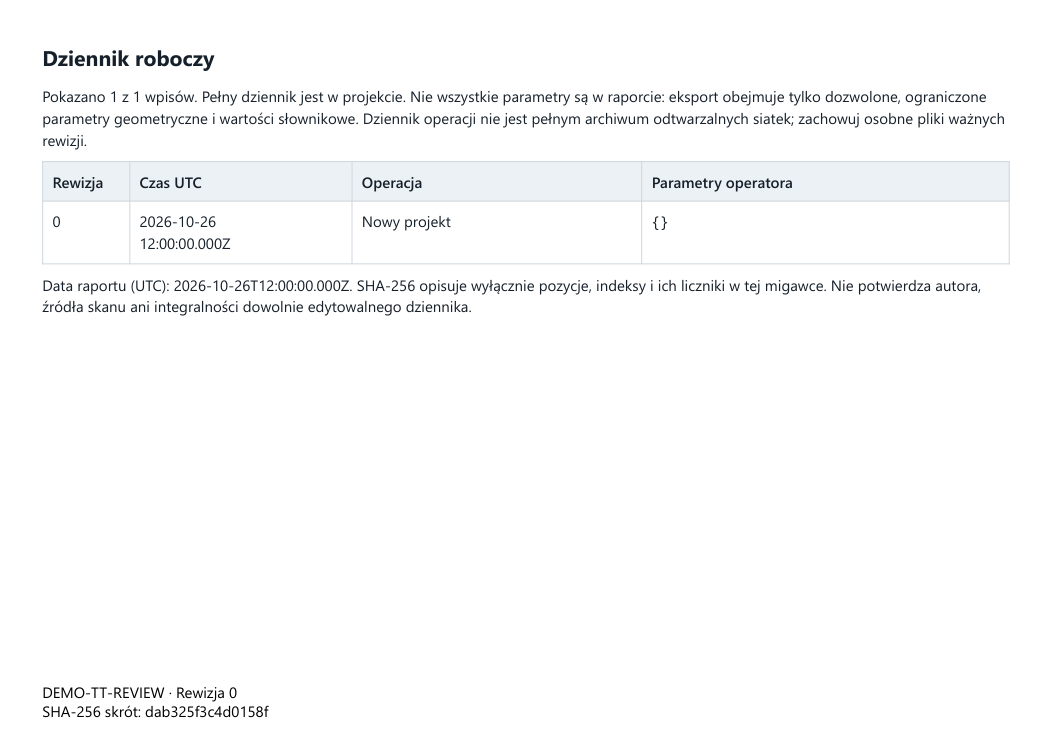 Dziennik roboczy
Pokazano 1 z 1 wpisów. Pełny dziennik jest w projekcie. Nie wszystkie parametry są w raporcie: eksport obejmuje tylko dozwolone, ograniczone
parametry geometryczne i wartości słownikowe. Dziennik operacji nie jest pełnym archiwum odtwarzalnych siatek; zachowuj osobne pliki ważnych
rewizji.
Rewizja Czas UTC Operacja Parametry operatora
0 2026-10-26 Nowy projekt {}
12:00:00.000Z
Data raportu (UTC): 2026-10-26T12:00:00.000Z. SHA-256 opisuje wyłącznie pozycje, indeksy i ich liczniki w tej migawce. Nie potwierdza autora,
źródła skanu ani integralności dowolnie edytowalnego dziennika.
DEMO-TT-REVIEW · Rewizja 0
SHA-256 skrót: dab325f3c4d0158f